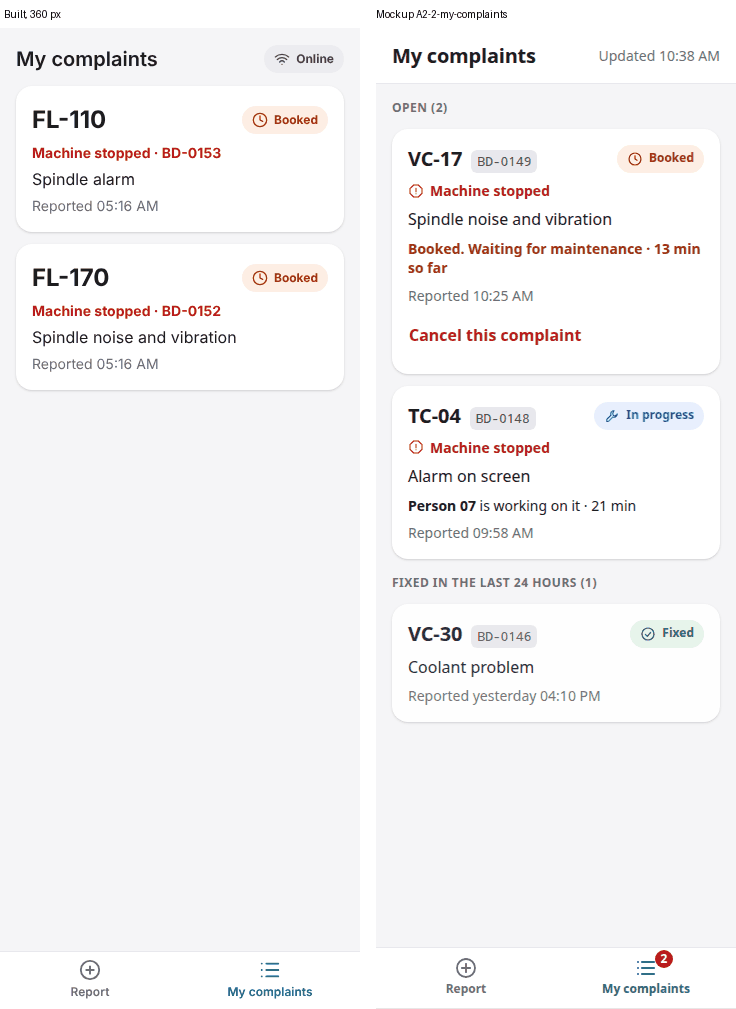 Built, 360 px
My complaints
Online
FL-110
Booked
Machine stopped · BD-0153
Spindle alarm
Reported 05:16 AM
FL-170
Booked
Machine stopped · BD-0152
Spindle noise and vibration
Reported 05:16 AM
Report
My complaints
Mockup A2-2-my-complaints
My complaints
Updated 10:38 AM
OPEN (2)
VC-17 BD-0149
Booked
Machine stopped
Spindle noise and vibration
Booked. Waiting for maintenance · 13 min
so far
Reported 10:25 AM
Cancel this complaint
TC-04 BD-0148
In progress
Machine stopped
Alarm on screen
Person 07 is working on it · 21 min
Reported 09:58 AM
FIXED IN THE LAST 24 HOURS (1)
VC-30 BD-0146
Fixed
Coolant problem
Reported yesterday 04:10 PM
Report
2
My complaints